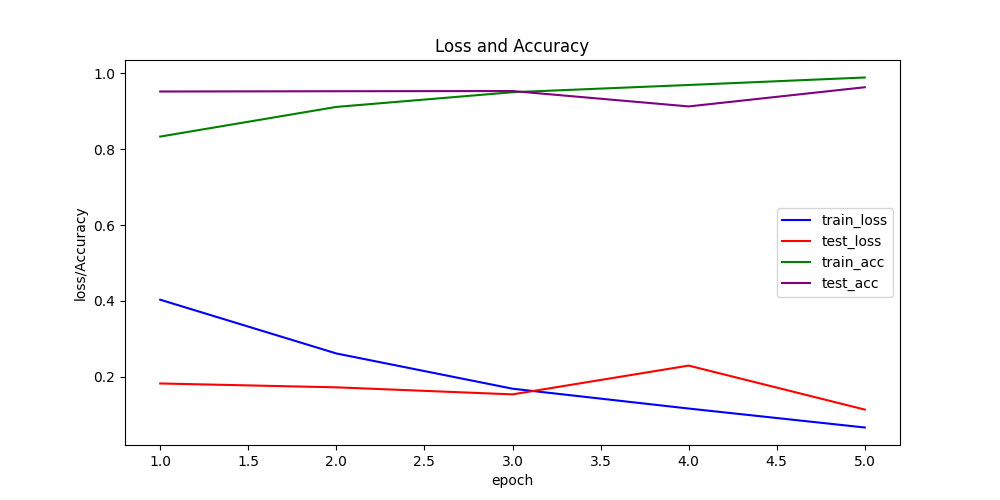 Loss and Accuracy
loss/Accuracy
1.0
0.8
0.6
0.4
0.2
train_loss
test_loss
train_acc
test_acc
1.0 1.5 2.0 2.5 3.0 3.5 4.0 4.5 5.0
epoch